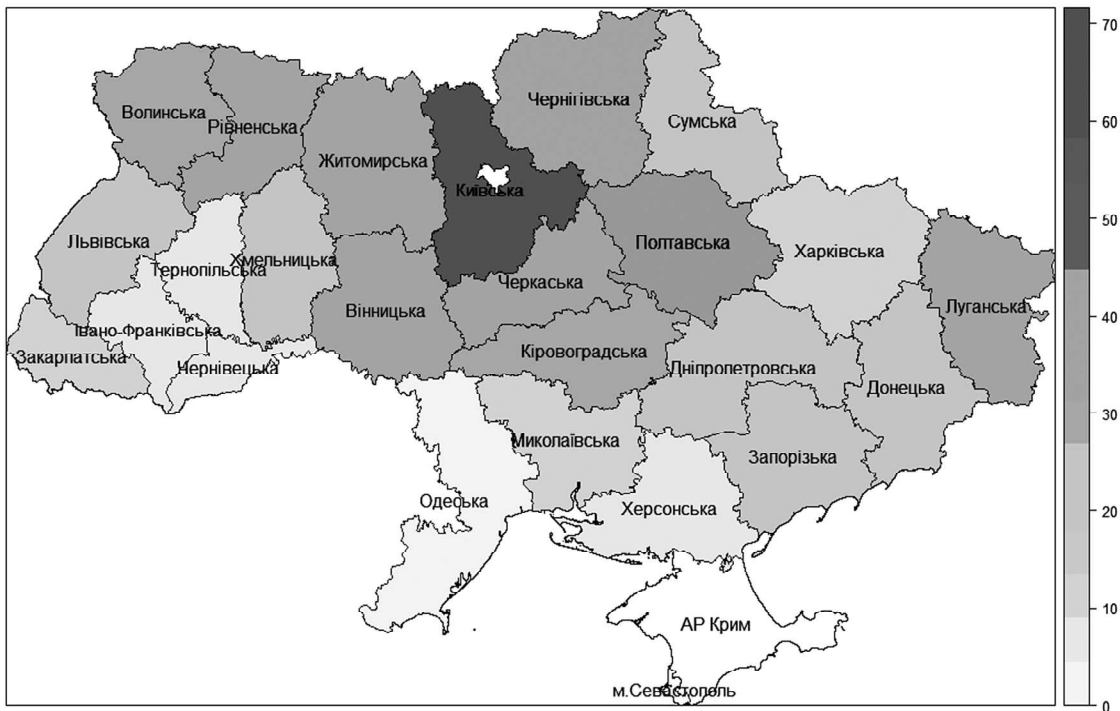 Волинська
Рівненська
Житомирська
Київська
Чернігівська
Сумська
Львівська
Тернопільська
Хмельницька
Вінницька
Черкаська
Полтавська
Харківська
Луганська
Івано-Франківська
Закарпатська
Чернівецька
Кіровоградська
Дніпропетровська
Донецька
Миколаївська
Запорізька
Одеська
Херсонська
АР Крим
м.Севастополь
70
60
50
40
30
20
10
0